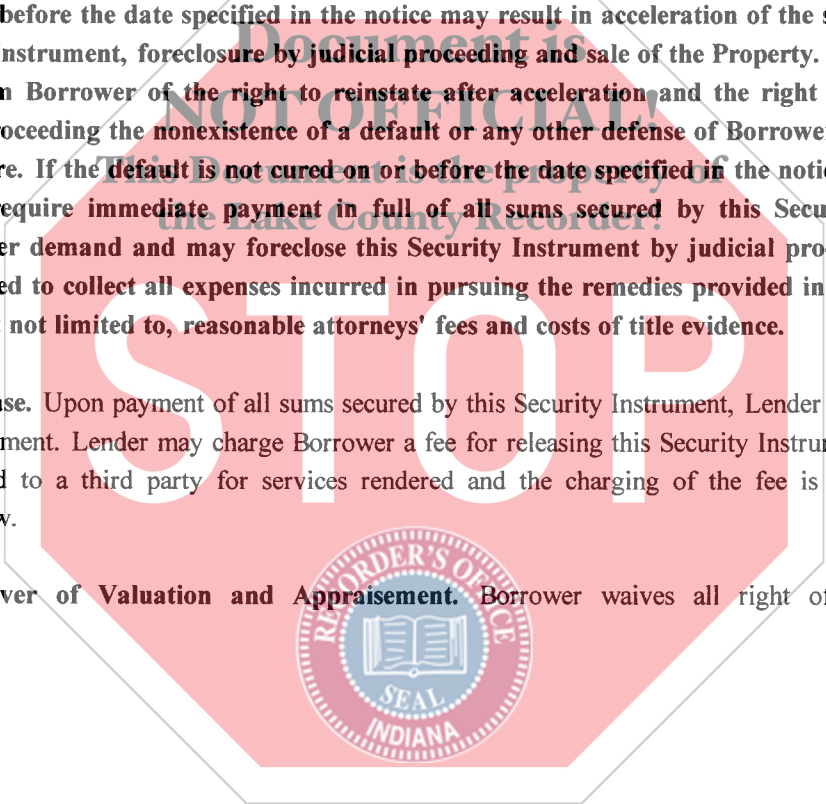 before the date specified in the notice may result in acceleration of the s
nstrument, foreclosure by judicial proceeding and sale of the Property.
n Borrower of the right to reinstate after acceleration and the right
oceeding the nonexistence of a default or any other defense of Borrowe
re. If the default is not cured on or before the date specified in the notic
require immediate payment in full of all sums secured by this Secu
er demand and may foreclose this Security Instrument by judicial pro
ed to collect all expenses incurred in pursuing the remedies provided in
not limited to, reasonable attorneys' fees and costs of title evidence.
ase. Upon payment of all sums secured by this Security Instrument, Lender
ment. Lender may charge Borrower a fee for releasing this Security Instru
d to a third party for services rendered and the charging of the fee is
w.
ver of Valuation and Appraisement. Borrower waives all right of
Document is
NOT OFFICIAL!
This Document is the property of
the Lake County Recorder!
STOP
RECORDER'S OFFICE
SEAL
INDIANA